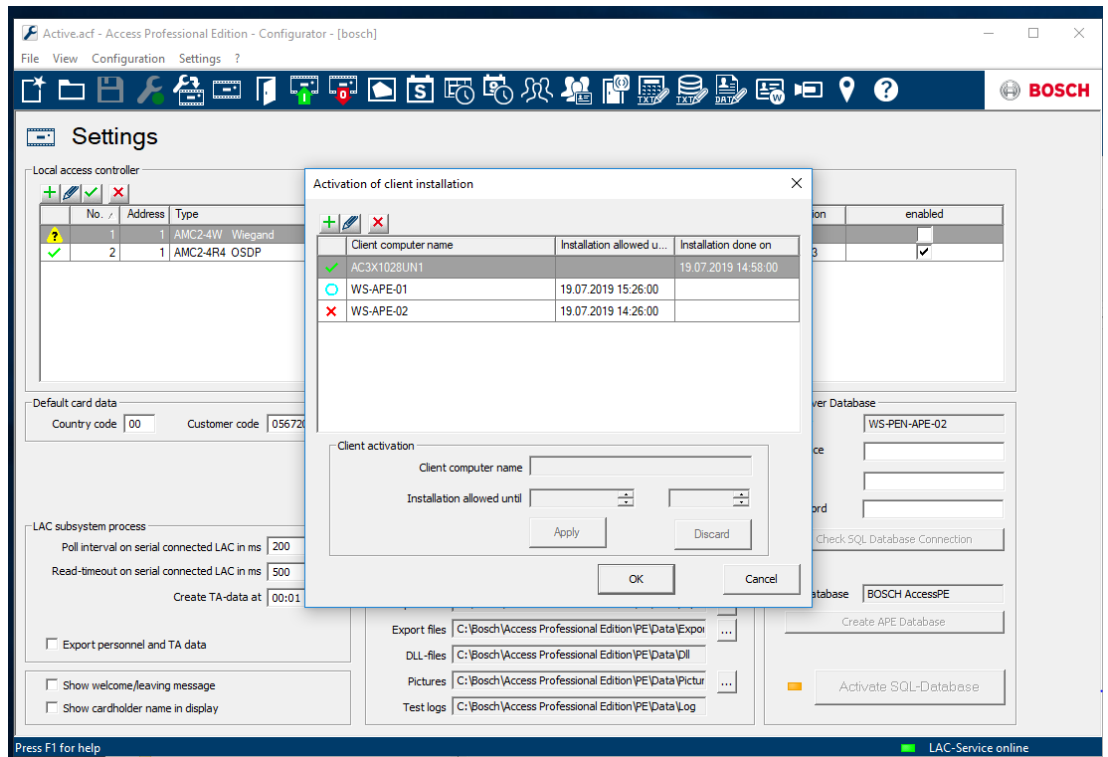 Active.acf - Access Professional Edition - Configurator - [bosch]
File View Configuration Settings ?
BOSCH
Settings
Local access controller
No. Address Type
1 1 AMC2-4W Wiegand
2 1 AMC2-4R4 OSDP
ion enabled
3
Activation of client installation
Client computer name Installation allowed u... Installation done on
AC3X1028UN1 19.07.2019 14:58:00
WS-APE-01 19.07.2019 15:26:00
WS-APE-02 19.07.2019 14:26:00
Client activation
Client computer name
Installation allowed until
Apply Discard
OK Cancel
Default card data
Country code 00 Customer code 05672
LAC subsystem process
Poll interval on serial connected LAC in ms 200
Read-timeout on serial connected LAC in ms 500
Create TA-data at 00:01
Export personnel and TA data
Show welcome/leaving message
Show cardholder name in display
Export files C:\Bosch\Access Professional Edition\PE\Data\Expor ...
DLL-files C:\Bosch\Access Professional Edition\PE\Data\Dll
Pictures C:\Bosch\Access Professional Edition\PE\Data\Pictur ...
Test logs C:\Bosch\Access Professional Edition\PE\Data\Log
ver Database
WS-PEN-APE-02
ce
ord
Check SQL Database Connection
atabase BOSCH AccessPE
Create APE Database
Activate SQL-Database
Press F1 for help LAC-Service online